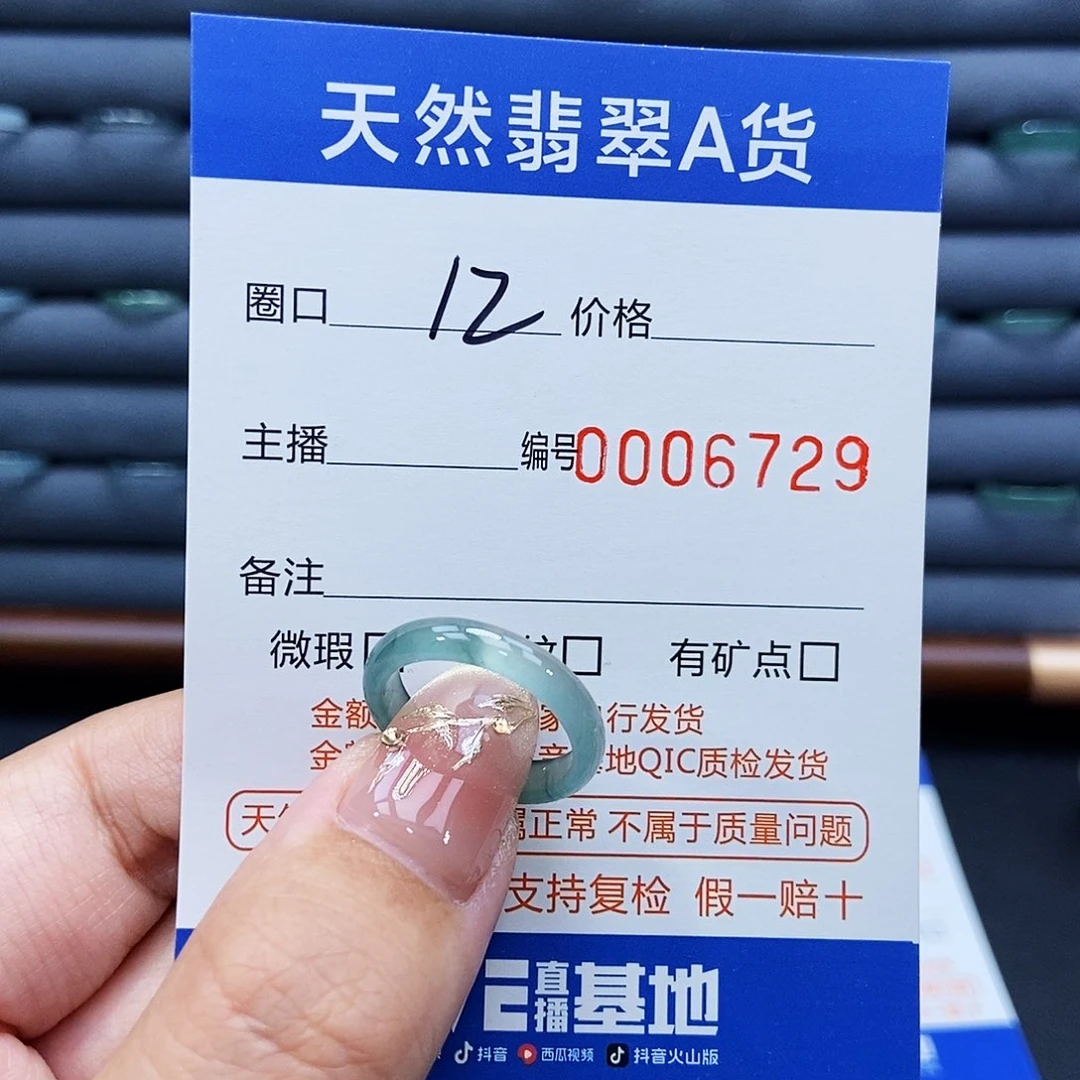 天然翡翠A货
圈口 12 价格
主播 编号0006729
备注
微瑕 有矿点
金额 行发货
地QIC质检发货
正常 不属于质量问题
支持复检 假一赔十
直播基地
抖音 西瓜视频 抖音火山版